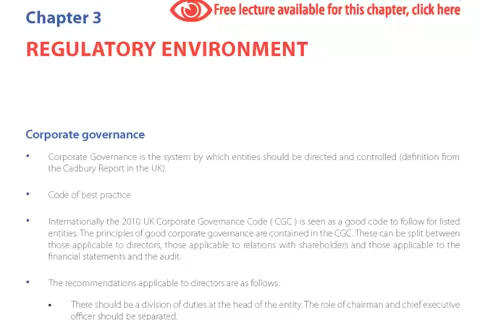 Chapter 3
Free lecture available for this chapter, click here
REGULATORY ENVIRONMENT
Corporate governance
• Corporate Governance is the system by which entities should be directed and controlled (definition from
the Cadbury Report in the UK).
• Code of best practice
• Internationally the 2010 UK Corporate Governance Code ( CGC ) is seen as a good code to follow for listed
entities. The principles of good corporate governance are contained in the CGC. These can be split between
those applicable to directors, those applicable to relations with shareholders and those applicable to the
financial statements and the audit.
• The recommendations applicable to directors are as follows:
• There should be a division of duties at the head of the entity. The role of chairman and chief executive
officer should be separated.